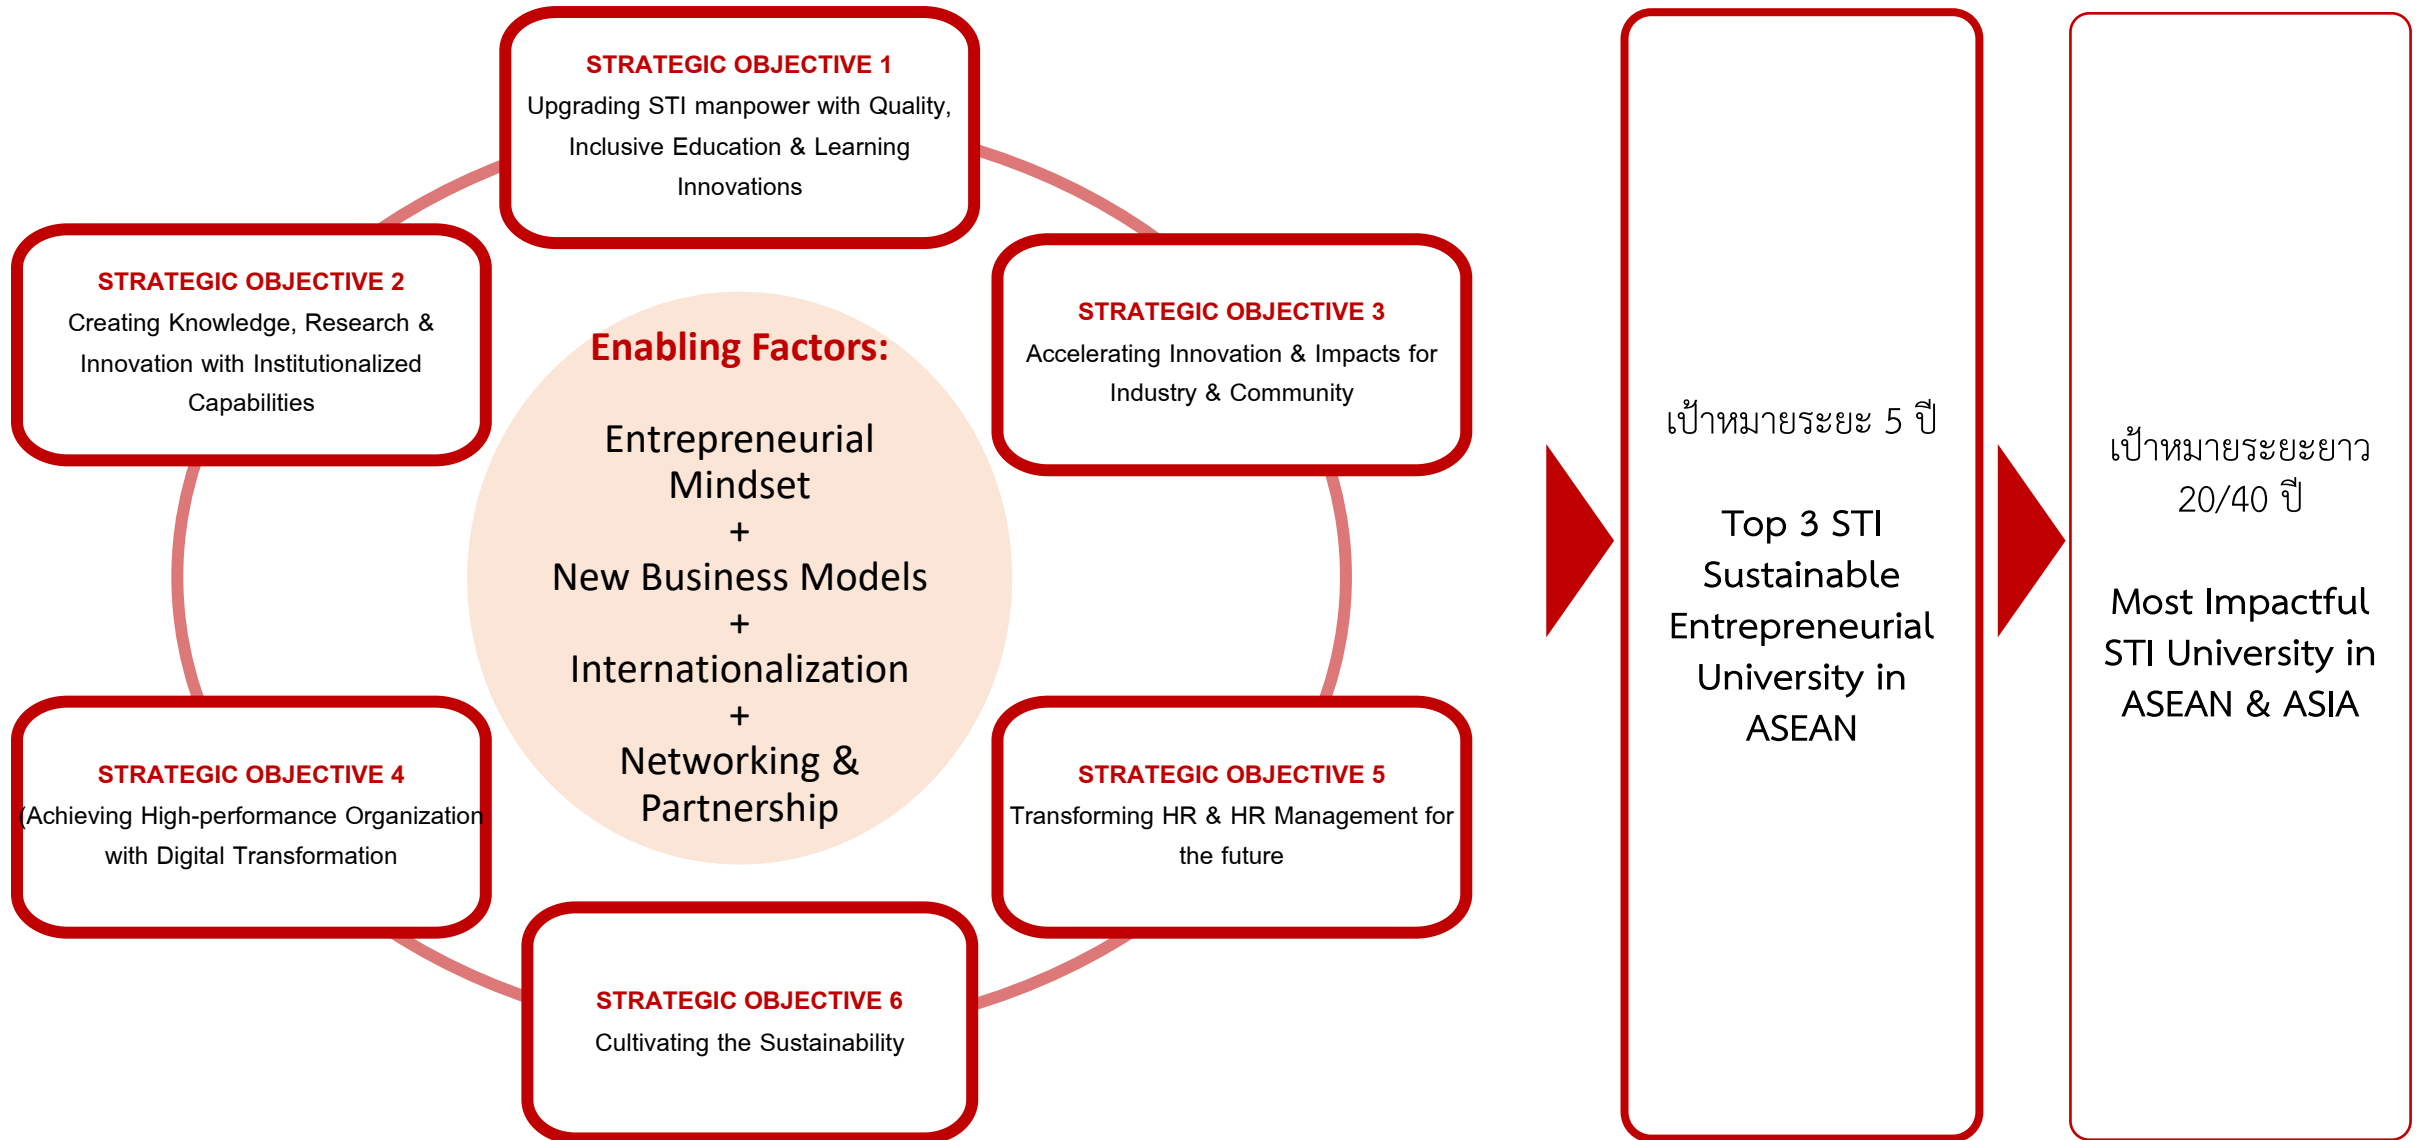 STRATEGIC OBJECTIVE 1
Upgrading STI manpower with Quality,
Inclusive Education & Learning
Innovations
STRATEGIC OBJECTIVE 2
Creating Knowledge, Research &
Innovation with Institutionalized
Capabilities
STRATEGIC OBJECTIVE 3
Accelerating Innovation & Impacts for
Industry & Community
Enabling Factors:
Entrepreneurial
Mindset
+
New Business Models
+
Internationalization
+
Networking &
Partnership
STRATEGIC OBJECTIVE 4
(Achieving High-performance Organization
with Digital Transformation
STRATEGIC OBJECTIVE 5
Transforming HR & HR Management for
the future
STRATEGIC OBJECTIVE 6
Cultivating the Sustainability
เป้าหมายระยะ 5 ปี
Top 3 STI
Sustainable
Entrepreneurial
University in
ASEAN
เป้าหมายระยะยาว
20/40 ปี
Most Impactful
STI University in
ASEAN & ASIA